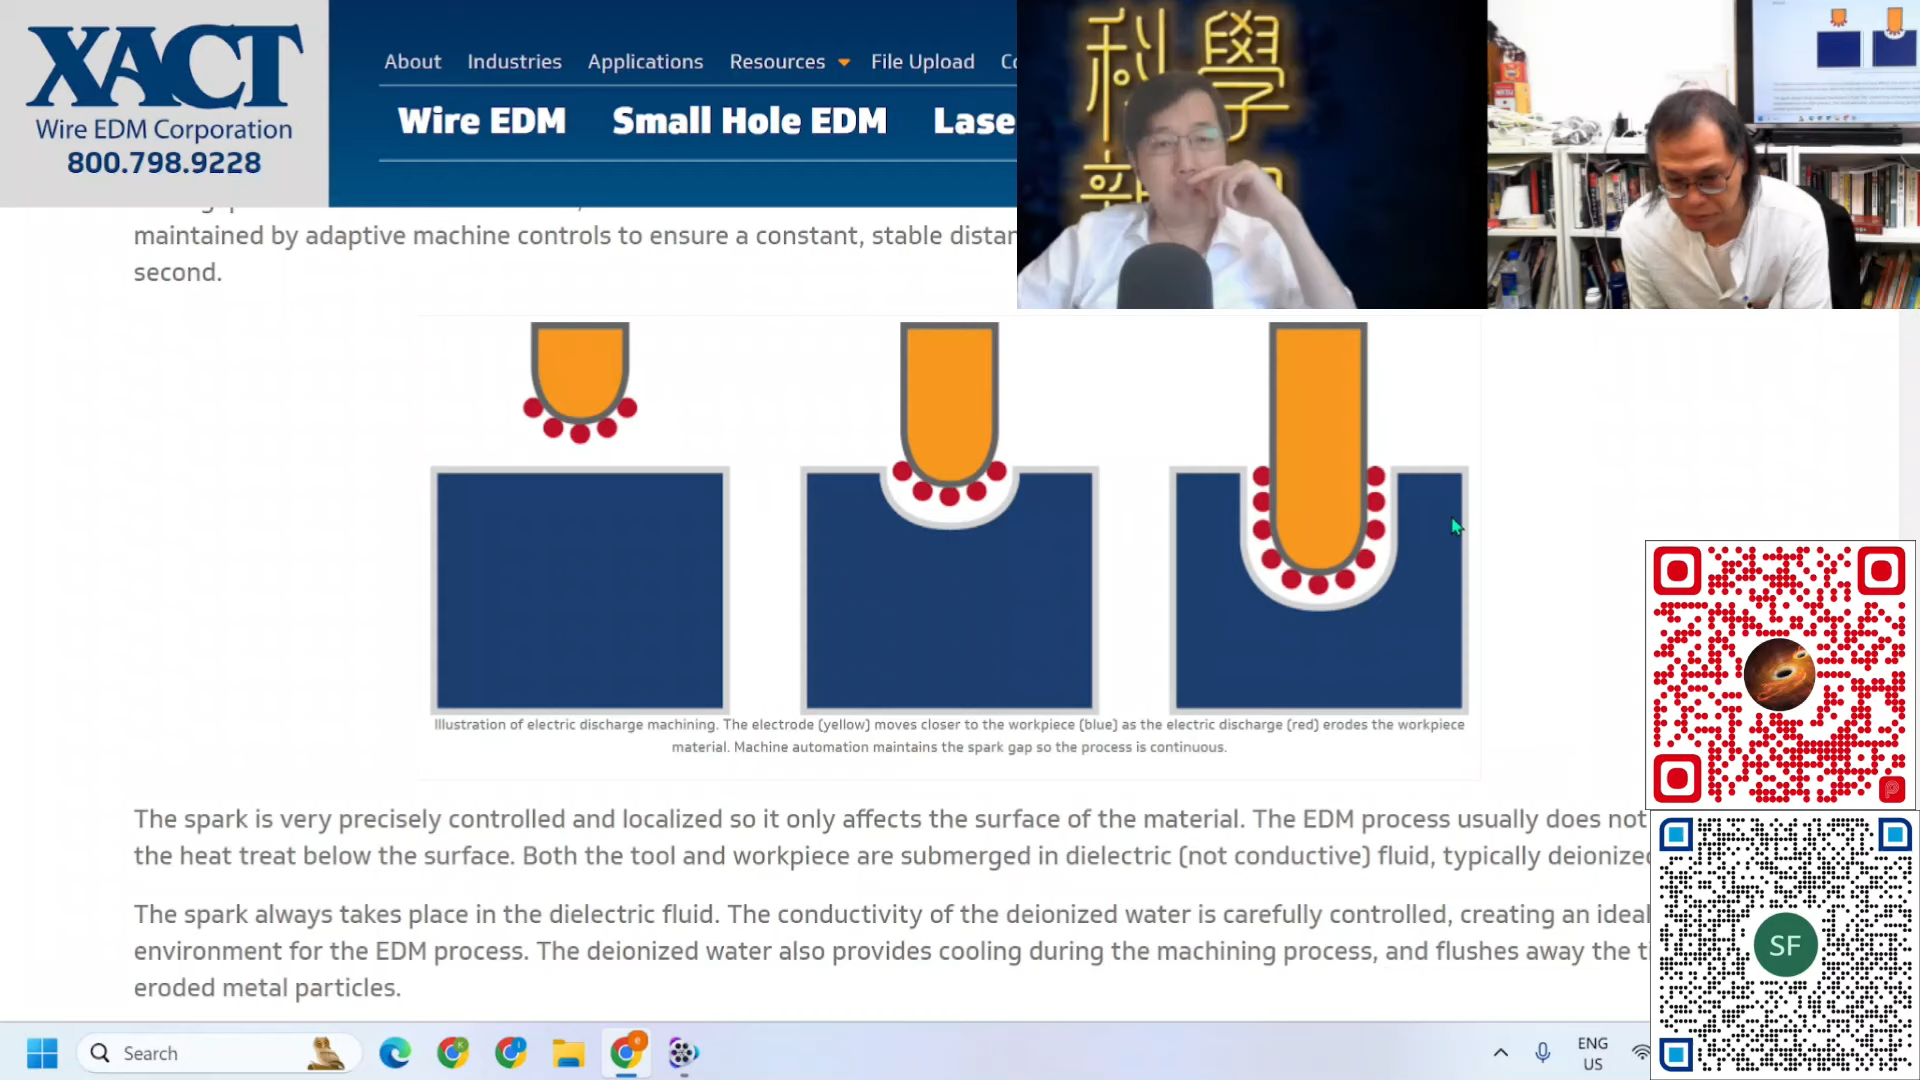 XACT
Wire EDM Corporation
800.798.9228
About Industries Applications Resources File Upload
Wire EDM Small Hole EDM
科學
maintained by adaptive machine controls to ensure a constant, stable
second.
Illustration of electric discharge machining. The electrode (yellow) moves closer to the workpiece (blue) as the electric discharge (red) erodes the workpiece
material. Machine automation maintains the spark gap so the process is continuous.
The spark is very precisely controlled and localized so it only affects the surface of the material. The EDM process usually does not
the heat treat below the surface. Both the tool and workpiece are submerged in dielectric (not conductive) fluid, typically
The spark always takes place in the dielectric fluid. The conductivity of the deionized water is carefully controlled, creating an ideal
environment for the EDM process. The deionized water also provides cooling during the machining process, and flushes away the
eroded metal particles.
SF
Search
ENG
US